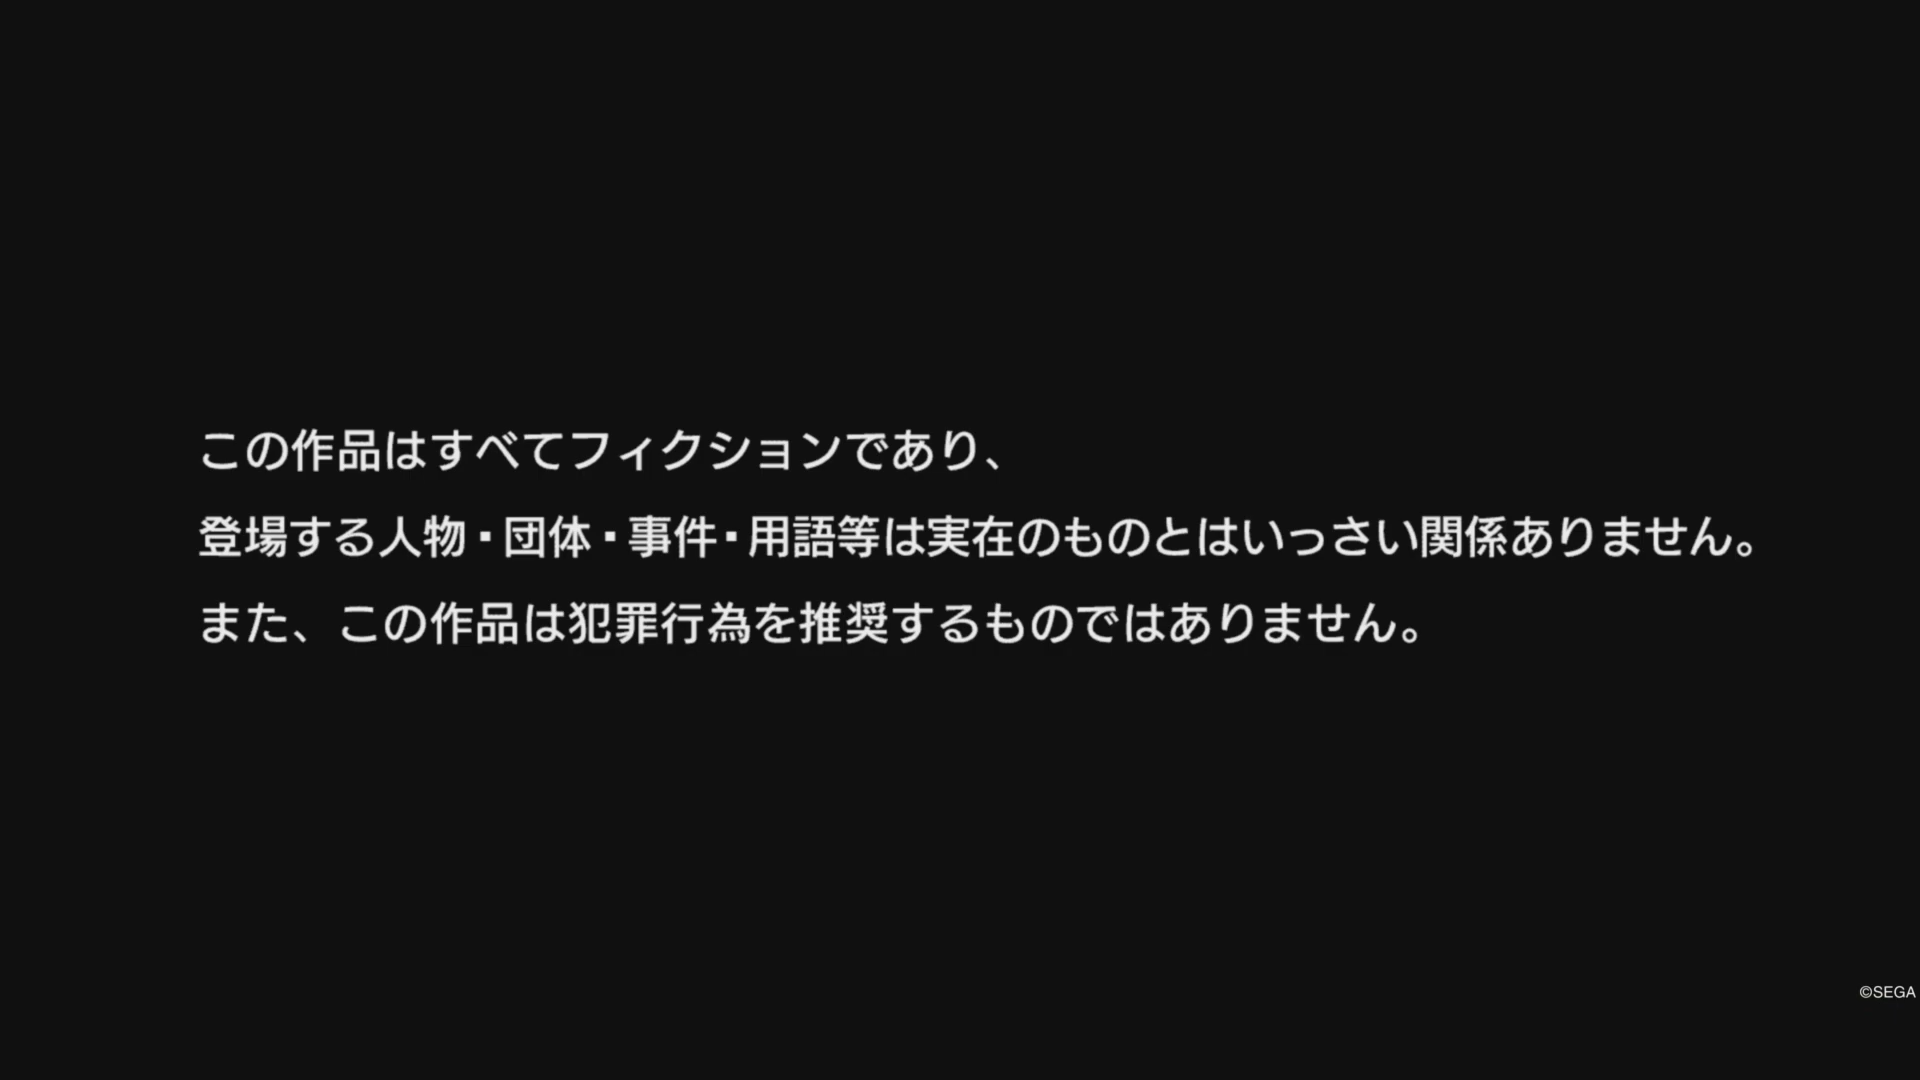 この作品はすべてフィクションであり、
登場する人物・団体・事件・用語等は実在のものとはいっさい関係ありません。
また、この作品は犯罪行為を推奨するものではありません。
©SEGA